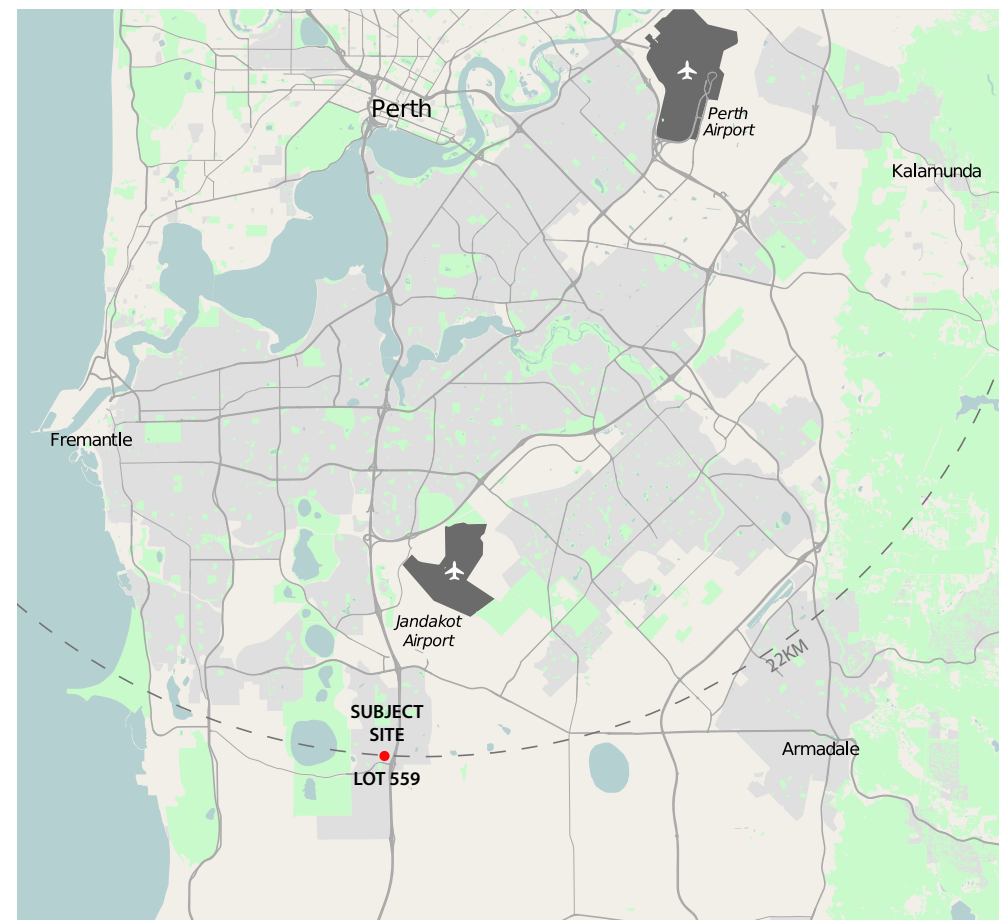 Perth
Perth
Airport
Kalamunda
Fremantle
Jandakot
Airport
22KM
SUBJECT
SITE
LOT 559
Armadale